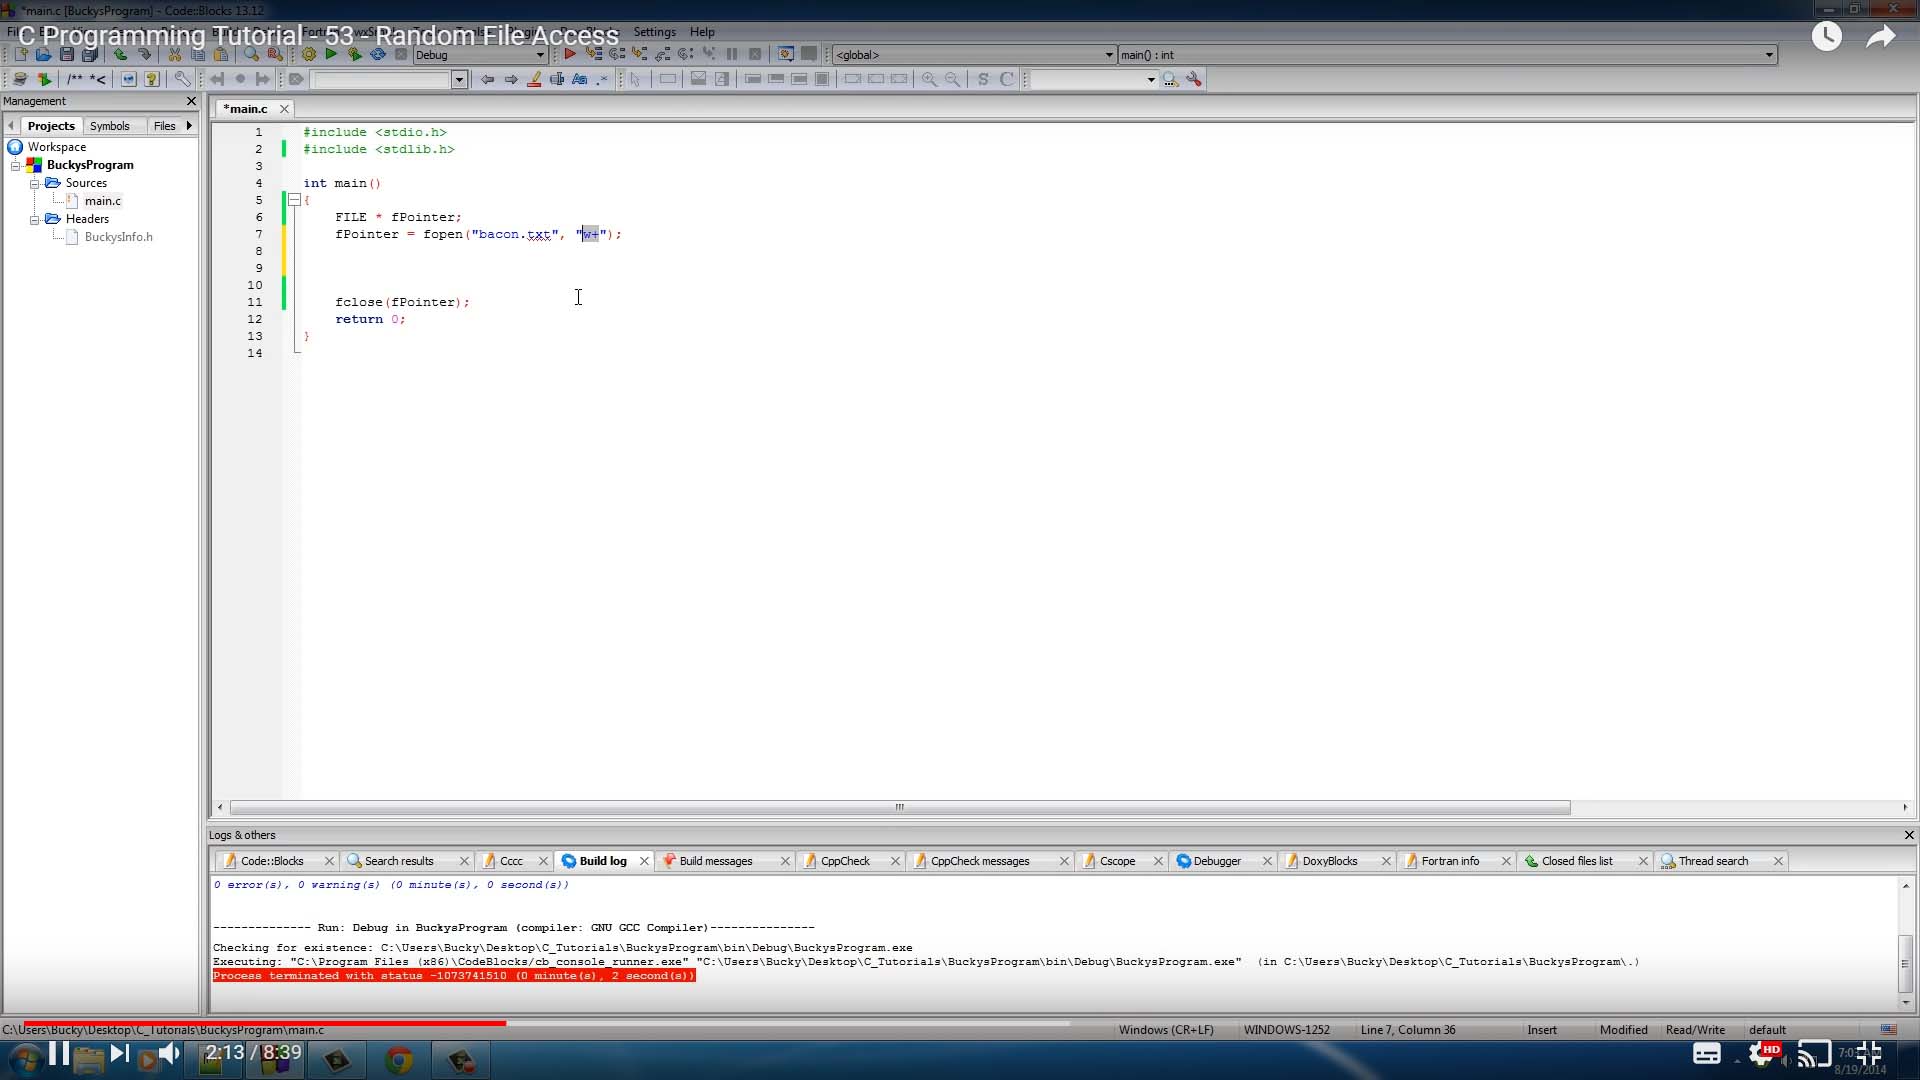 *main.c [BuckysProgram] - Code::Blocks 13.12
C Programming Tutorial - 53 - Random File Access
Settings Help
Debug
<global>
main() : int
Management
Projects Symbols Files
Workspace
BuckysProgram
Sources
main.c
Headers
BuckysInfo.h
*main.c
1 #include <stdio.h>
2 #include <stdlib.h>
3
4 int main()
5 {
6 FILE * fPointer;
7 fPointer = fopen("bacon.txt", "w+");
8
9
10
11 fclose(fPointer);
12 return 0;
13 }
14
Logs & others
Code::Blocks Search results Cccc Build log Build messages CppCheck CppCheck messages Cscope Debugger DoxyBlocks Fortran info Closed files list Thread search
0 error(s), 0 warning(s) (0 minute(s), 0 second(s))
-------------- Run: Debug in BuckysProgram (compiler: GNU GCC Compiler)---------------
Checking for existence: C:\Users\Bucky\Desktop\C_Tutorials\BuckysProgram\bin\Debug\BuckysProgram.exe
Executing: "C:\Program Files (x86)\CodeBlocks/cb_console_runner.exe" "C:\Users\Bucky\Desktop\C_Tutorials\BuckysProgram\bin\Debug\BuckysProgram.exe" (in C:\Users\Bucky\Desktop\C_Tutorials\BuckysProgram\.)
Process terminated with status -1073741510 (0 minute(s), 2 second(s))
C:\Users\Bucky\Desktop\C_Tutorials\BuckysProgram\main.c
Windows (CR+LF) WINDOWS-1252 Line 7, Column 36 Insert Modified Read/Write default
2:13 / 8:39
HD
8/19/2014